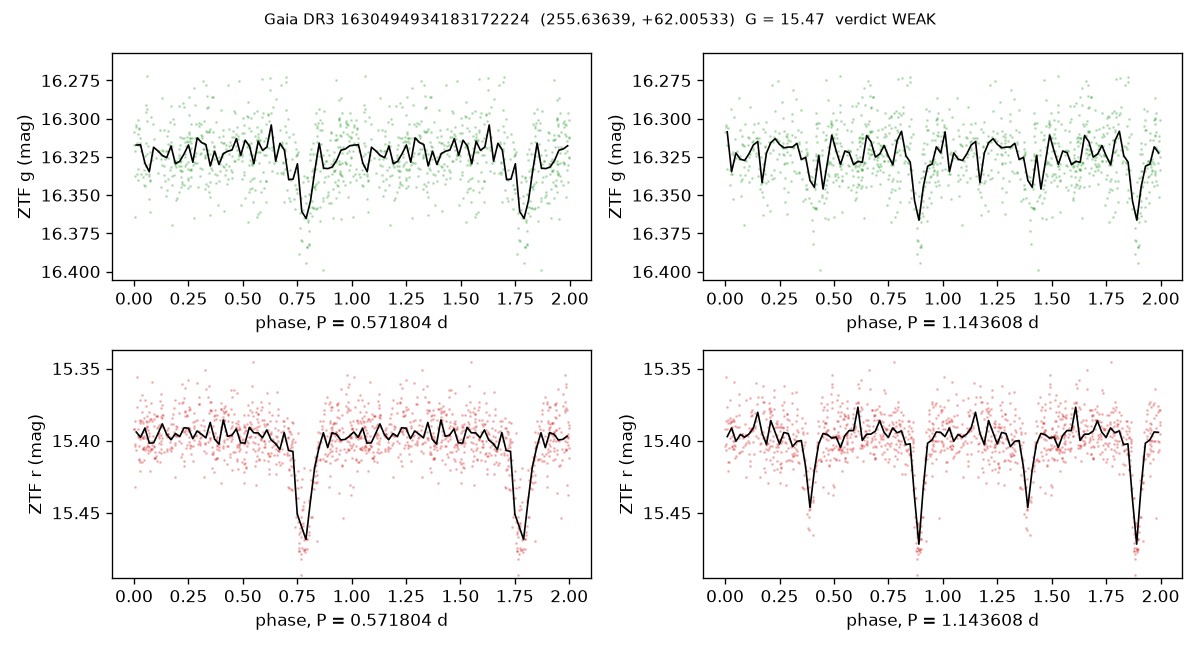 Gaia DR3 1630494934183172224 (255.63639, +62.00533) G = 15.47 verdict WEAK
ZTF g (mag)
16.275
16.300
16.325
16.350
16.375
16.400
0.00 0.25 0.50 0.75 1.00 1.25 1.50 1.75 2.00
phase, P = 0.571804 d
ZTF g (mag)
16.275
16.300
16.325
16.350
16.375
16.400
0.00 0.25 0.50 0.75 1.00 1.25 1.50 1.75 2.00
phase, P = 1.143608 d
ZTF r (mag)
15.35
15.40
15.45
0.00 0.25 0.50 0.75 1.00 1.25 1.50 1.75 2.00
phase, P = 0.571804 d
ZTF r (mag)
15.35
15.40
15.45
0.00 0.25 0.50 0.75 1.00 1.25 1.50 1.75 2.00
phase, P = 1.143608 d